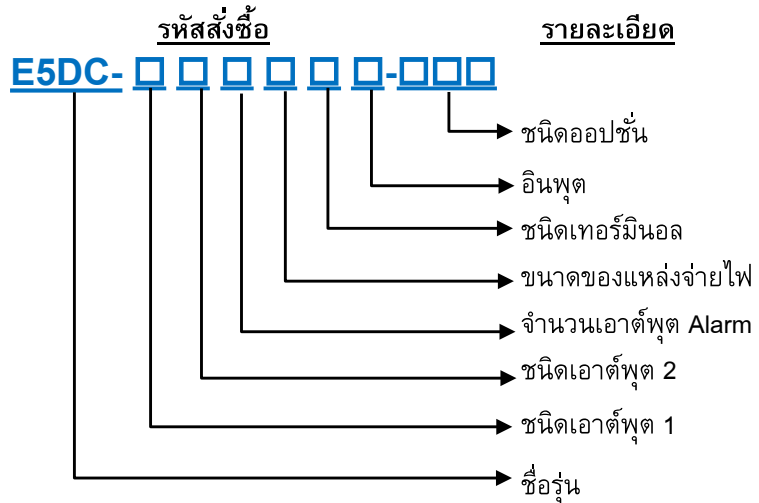 รหัสสั่งซื้อ รายละเอียด
E5DC- □ □ □ □ □ □-□□□
ชนิดออปชั่น
อินพุต
ชนิดเทอร์มินอล
ขนาดของแหล่งจ่ายไฟ
จำนวนเอาต์พุต Alarm
ชนิดเอาต์พุต 2
ชนิดเอาต์พุต 1
ชื่อรุ่น